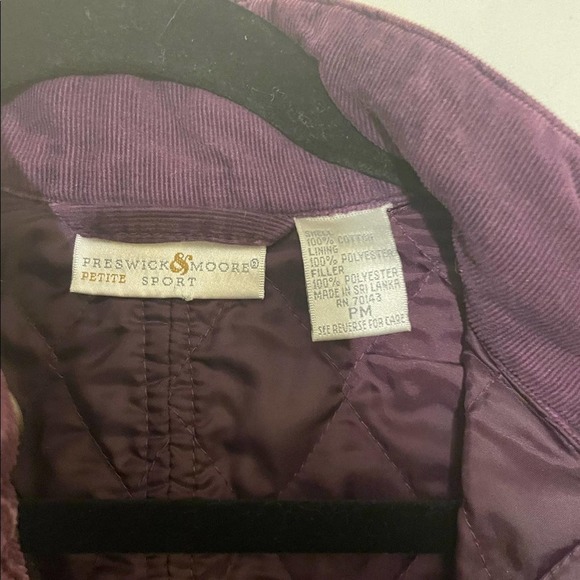 PRESWICK & MOORE®
PETITE SPORT
SHELL
100% COTTON
LINING
100% POLYESTER
FILLER
100% POLYESTER
MADE IN SRI LANKA
RN 70143
PM
SEE REVERSE FOR CARE